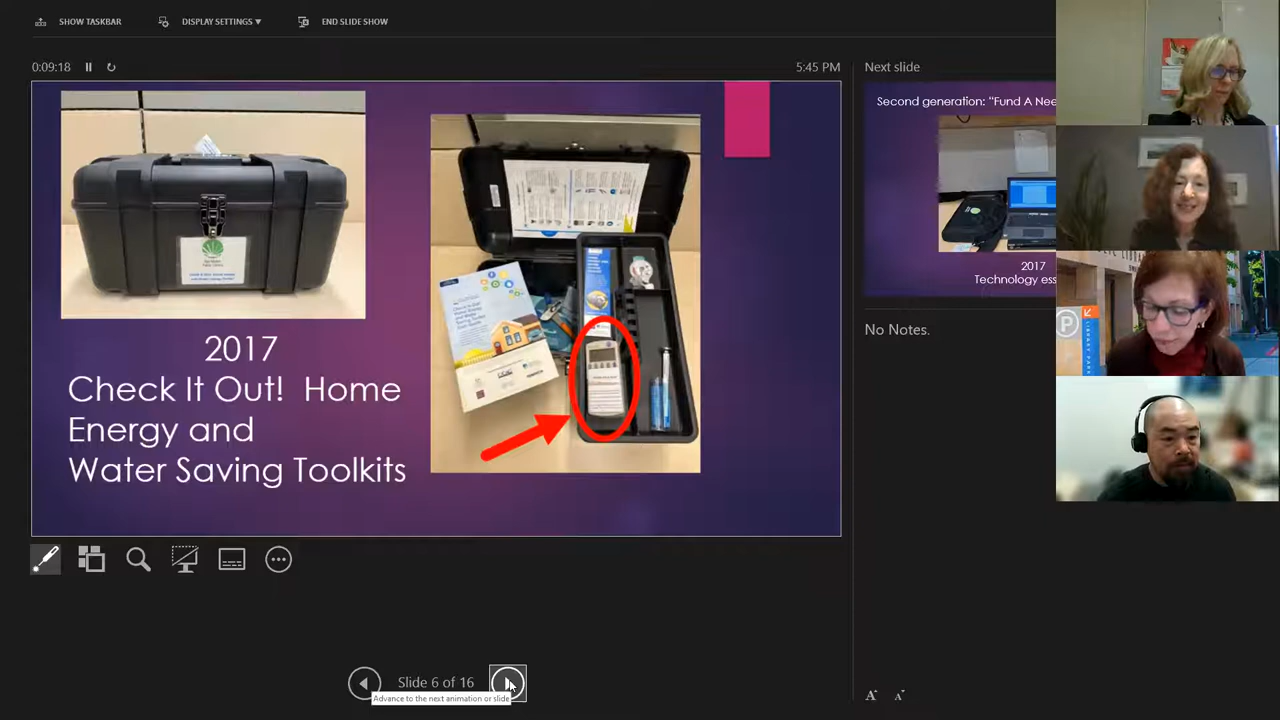 SHOW TASKBAR
DISPLAY SETTINGS ▾
END SLIDE SHOW
0:09:18
5:45 PM
Next slide
2017
Check It Out! Home
Energy and
Water Saving Toolkits
Second generation: “Fund A Nee
2017
Technology ess
No Notes.
P
LIBRARY PARK
Slide 6 of 16
Advance to the next animation or slide
A
A